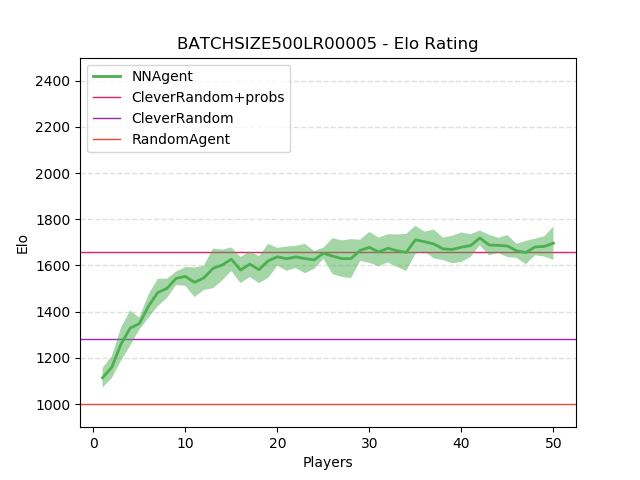 BATCHSIZE500LR00005 - Elo Rating
NNAgent
CleverRandom+probs
CleverRandom
RandomAgent
Elo
2400
2200
2000
1800
1600
1400
1200
1000
0 10 20 30 40 50
Players